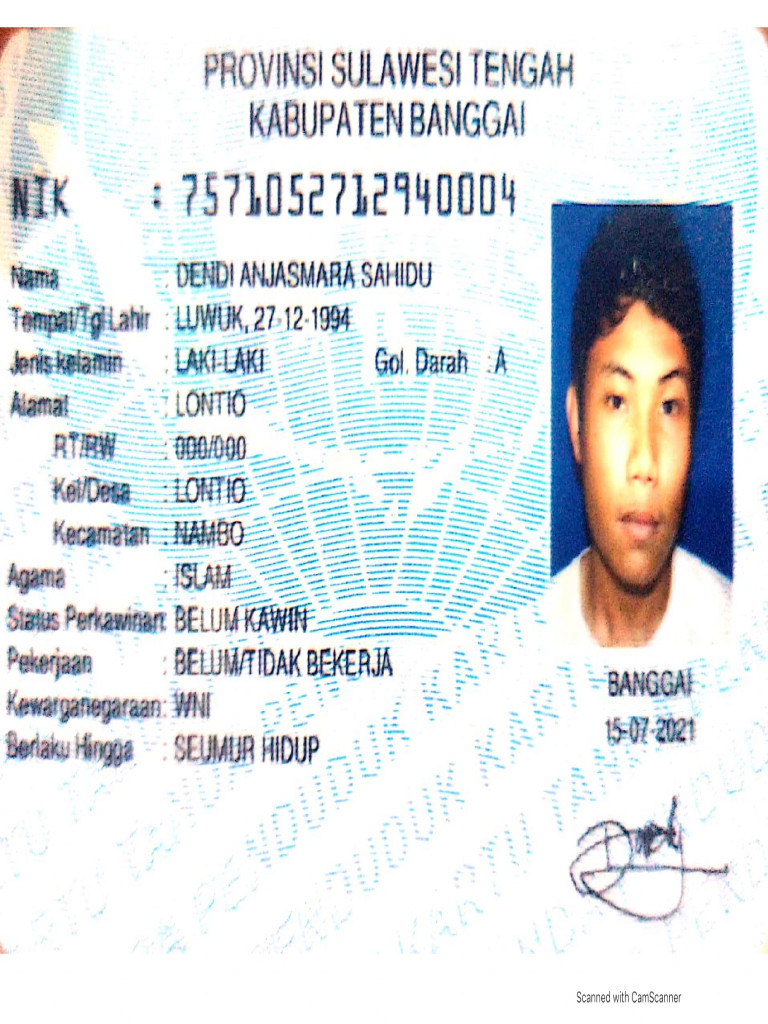 PROVINSI SULAWESI TENGAH
KABUPATEN BANGGAI
NIK : 7571052712940004
Nama : DENDI ANJASMARA SAHIDU
Tempat/Tgl Lahir : LUWUK, 27-12-1994
Jenis kelamin : LAKI-LAKI Gol. Darah : A
Alamat : LONTIO
RT/RW : 000/000
Kel/Desa : LONTIO
Kecamatan : NAMBO
Agama : ISLAM
Status Perkawinan: BELUM KAWIN
Pekerjaan : BELUM/TIDAK BEKERJA
Kewarganegaraan: WNI
Berlaku Hingga : SEUMUR HIDUP
BANGGAI
15-07-2021
Scanned with CamScanner